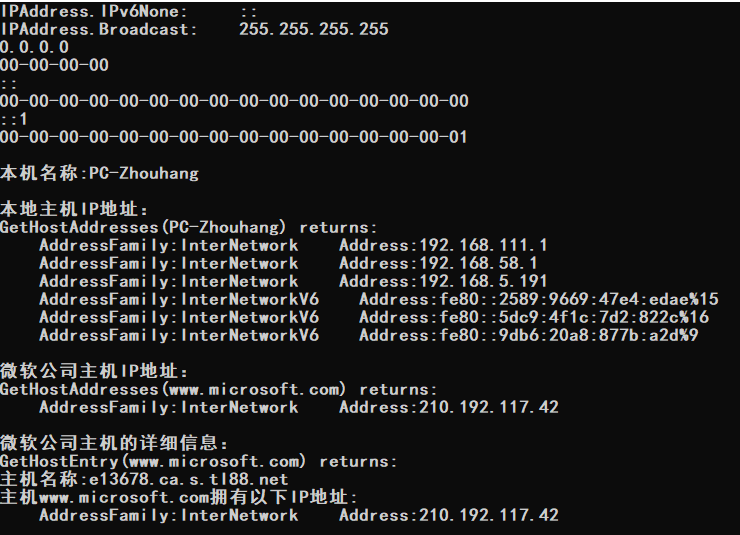 IPAddress.IPv6None:     ::
IPAddress.Broadcast:    255.255.255.255
0.0.0.0
00-00-00-00
::
00-00-00-00-00-00-00-00-00-00-00-00-00-00-00-00
::1
00-00-00-00-00-00-00-00-00-00-00-00-00-00-00-01
本机名称:PC-Zhouhang
本地主机IP地址:
GetHostAddresses(PC-Zhouhang) returns:
    AddressFamily:InterNetwork    Address:192.168.111.1
    AddressFamily:InterNetwork    Address:192.168.58.1
    AddressFamily:InterNetwork    Address:192.168.5.191
    AddressFamily:InterNetworkV6    Address:fe80::2589:9669:47e4:edae%15
    AddressFamily:InterNetworkV6    Address:fe80::5dc9:4f1c:7d2:822c%16
    AddressFamily:InterNetworkV6    Address:fe80::9db6:20a8:877b:a2d%9
微软公司主机IP地址:
GetHostAddresses(www.microsoft.com) returns:
    AddressFamily:InterNetwork    Address:210.192.117.42
微软公司主机的详细信息:
GetHostEntry(www.microsoft.com) returns:
主机名称:e13678.ca.s.tl88.net
主机www.microsoft.com拥有以下IP地址:
    AddressFamily:InterNetwork    Address:210.192.117.42